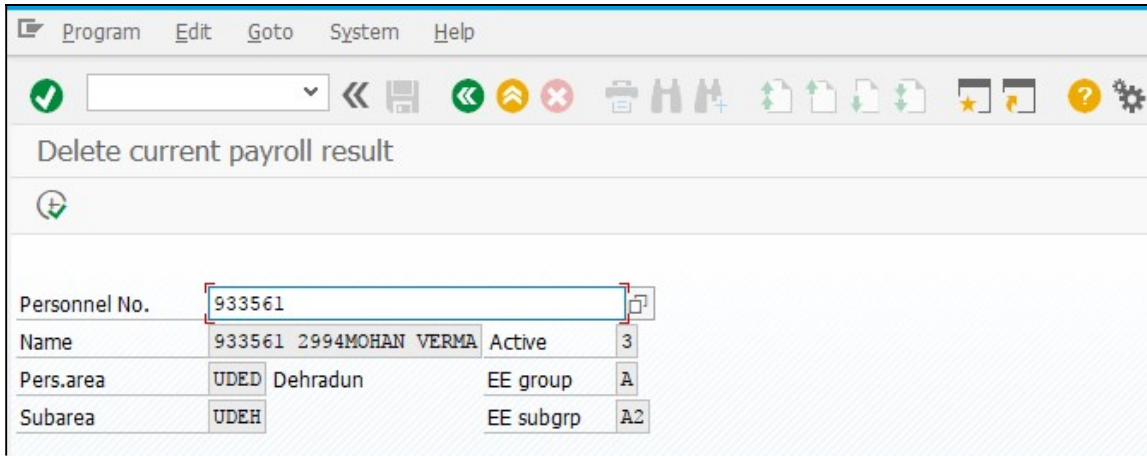 Program Edit Goto System Help
Delete current payroll result
Personnel No. 933561
Name 933561 2994MOHAN VERMA Active 3
Pers.area UDED Dehradun EE group A
Subarea UDEH EE subgrp A2